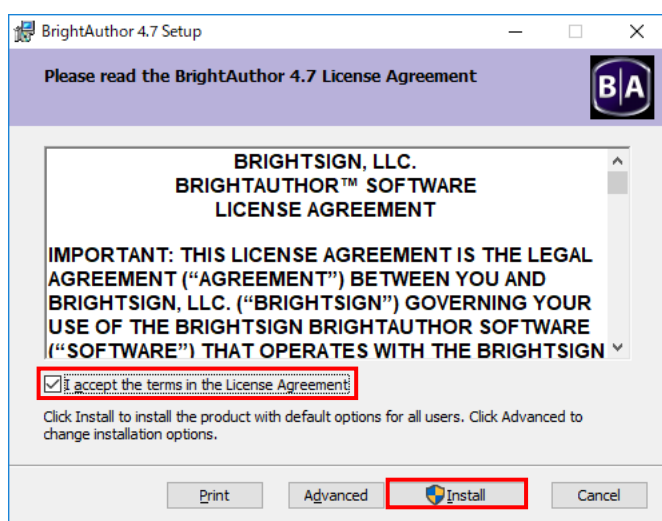 BrightAuthor 4.7 Setup
Please read the BrightAuthor 4.7 License Agreement
B|A
BRIGHTSIGN, LLC.
BRIGHTAUTHOR™ SOFTWARE
LICENSE AGREEMENT
IMPORTANT: THIS LICENSE AGREEMENT IS THE LEGAL
AGREEMENT (“AGREEMENT”) BETWEEN YOU AND
BRIGHTSIGN, LLC. (“BRIGHTSIGN”) GOVERNING YOUR
USE OF THE BRIGHTSIGN BRIGHTAUTHOR SOFTWARE
(“SOFTWARE”) THAT OPERATES WITH THE BRIGHTSIGN
I accept the terms in the License Agreement
Click Install to install the product with default options for all users. Click Advanced to
change installation options.
Print Advanced Install Cancel